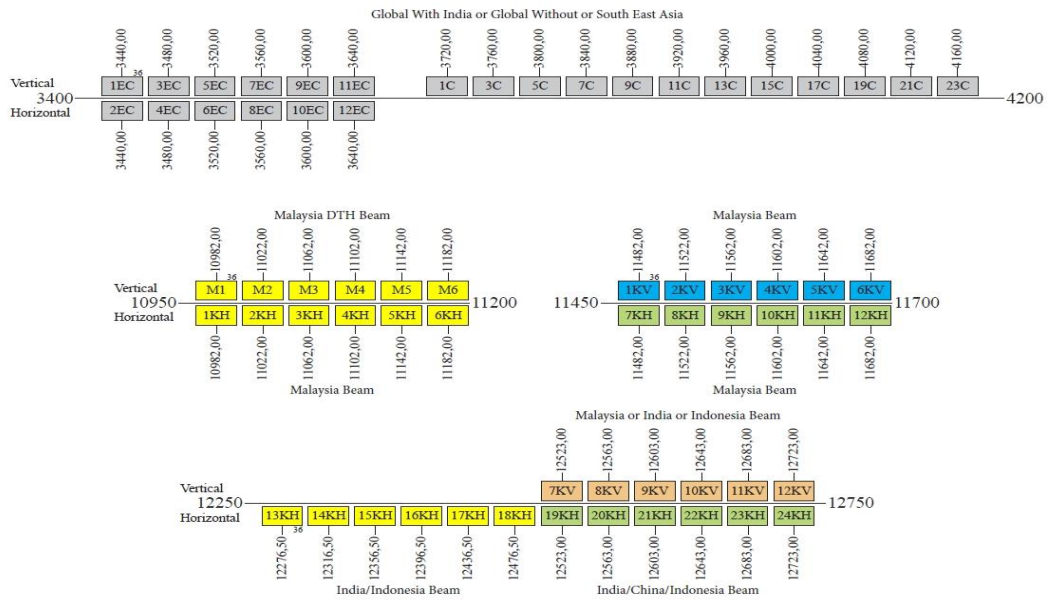 Global With India or Global Without or South East Asia
3440,00 3480,00 3520,00 3560,00 3600,00 3640,00 3720,00 3760,00 3800,00 3840,00 3880,00 3920,00 3960,00 4000,00 4040,00 4080,00 4120,00 4160,00
36
Vertical 1EC 3EC 5EC 7EC 9EC 11EC 1C 3C 5C 7C 9C 11C 13C 15C 17C 19C 21C 23C
3400 4200
Horizontal 2EC 4EC 6EC 8EC 10EC 12EC
3440,00 3480,00 3520,00 3560,00 3600,00 3640,00
Malaysia DTH Beam
10982,00 11022,00 11062,00 11102,00 11142,00 11182,00
36
Vertical M1 M2 M3 M4 M5 M6
10950 11200
Horizontal 1KH 2KH 3KH 4KH 5KH 6KH
10982,00 11022,00 11062,00 11102,00 11142,00 11182,00
Malaysia Beam
Malaysia Beam
11482,00 11522,00 11562,00 11602,00 11642,00 11682,00
36
1KV 2KV 3KV 4KV 5KV 6KV
11450 11700
7KH 8KH 9KH 10KH 11KH 12KH
11482,00 11522,00 11562,00 11602,00 11642,00 11682,00
Malaysia Beam
Malaysia or India or Indonesia Beam
12523,00 12563,00 12603,00 12643,00 12683,00 12723,00
Vertical 7KV 8KV 9KV 10KV 11KV 12KV
12250 12750
Horizontal 13KH 14KH 15KH 16KH 17KH 18KH 19KH 20KH 21KH 22KH 23KH 24KH
36
12276,50 12316,50 12356,50 12396,50 12436,50 12476,50 12523,00 12563,00 12603,00 12643,00 12683,00 12723,00
India/Indonesia Beam India/China/Indonesia Beam